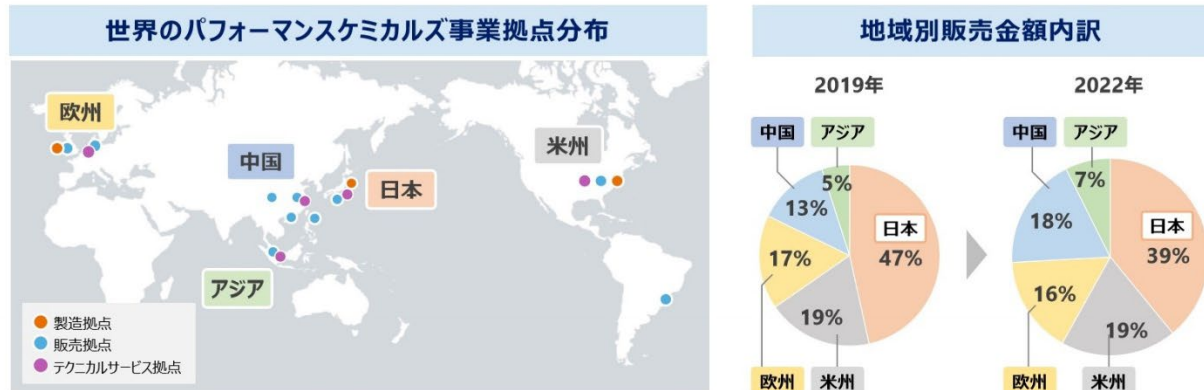 世界のパフォーマンスケミカルズ事業拠点分布
欧州
中国
日本
米州
アジア
製造拠点
販売拠点
テクニカルサービス拠点
地域別販売金額内訳
2019年
中国
アジア
5%
13%
日本
47%
17%
19%
欧州
米州
2022年
中国
アジア
7%
18%
日本
39%
16%
19%
欧州
米州